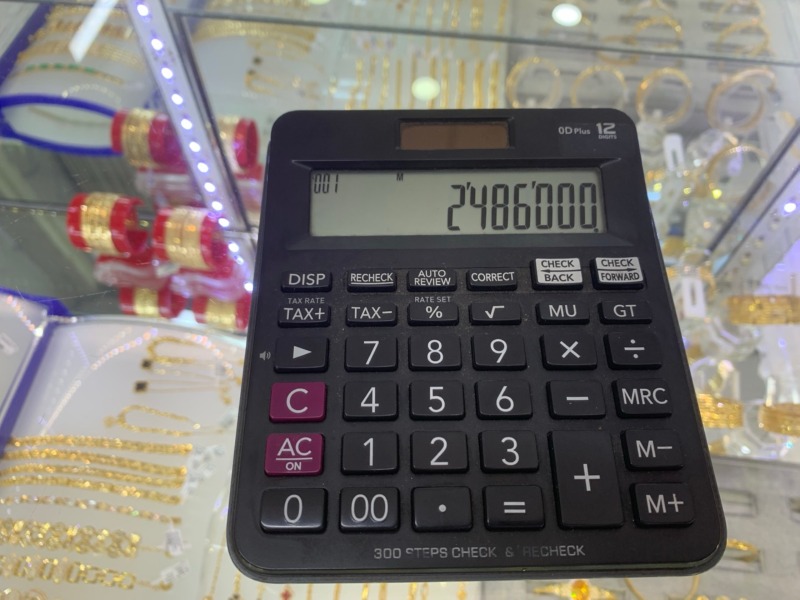 0D Plus 12
DIGITS
001 M
2'486'000.
DISP RECHECK AUTO REVIEW CORRECT CHECK BACK CHECK FORWARD
TAX RATE RATE SET
TAX+ TAX− % √ MU GT
7 8 9 × ÷
C 4 5 6 − MRC
AC 1 2 3 + M−
ON
0 00 · = M+
300 STEPS CHECK & RECHECK